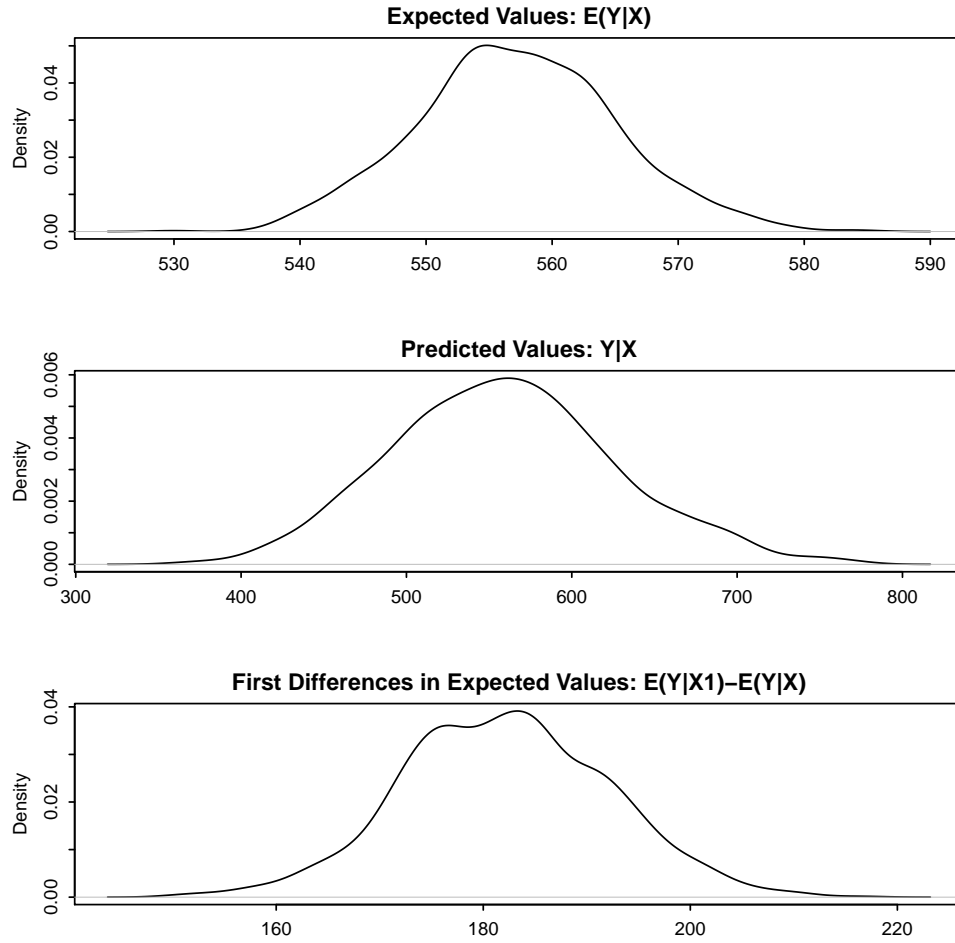 Expected Values: E(Y|X)
Density
0.00
0.02
0.04
530 540 550 560 570 580 590
Predicted Values: Y|X
Density
0.000
0.002
0.004
0.006
300 400 500 600 700 800
First Differences in Expected Values: E(Y|X1)−E(Y|X)
Density
0.00
0.02
0.04
160 180 200 220